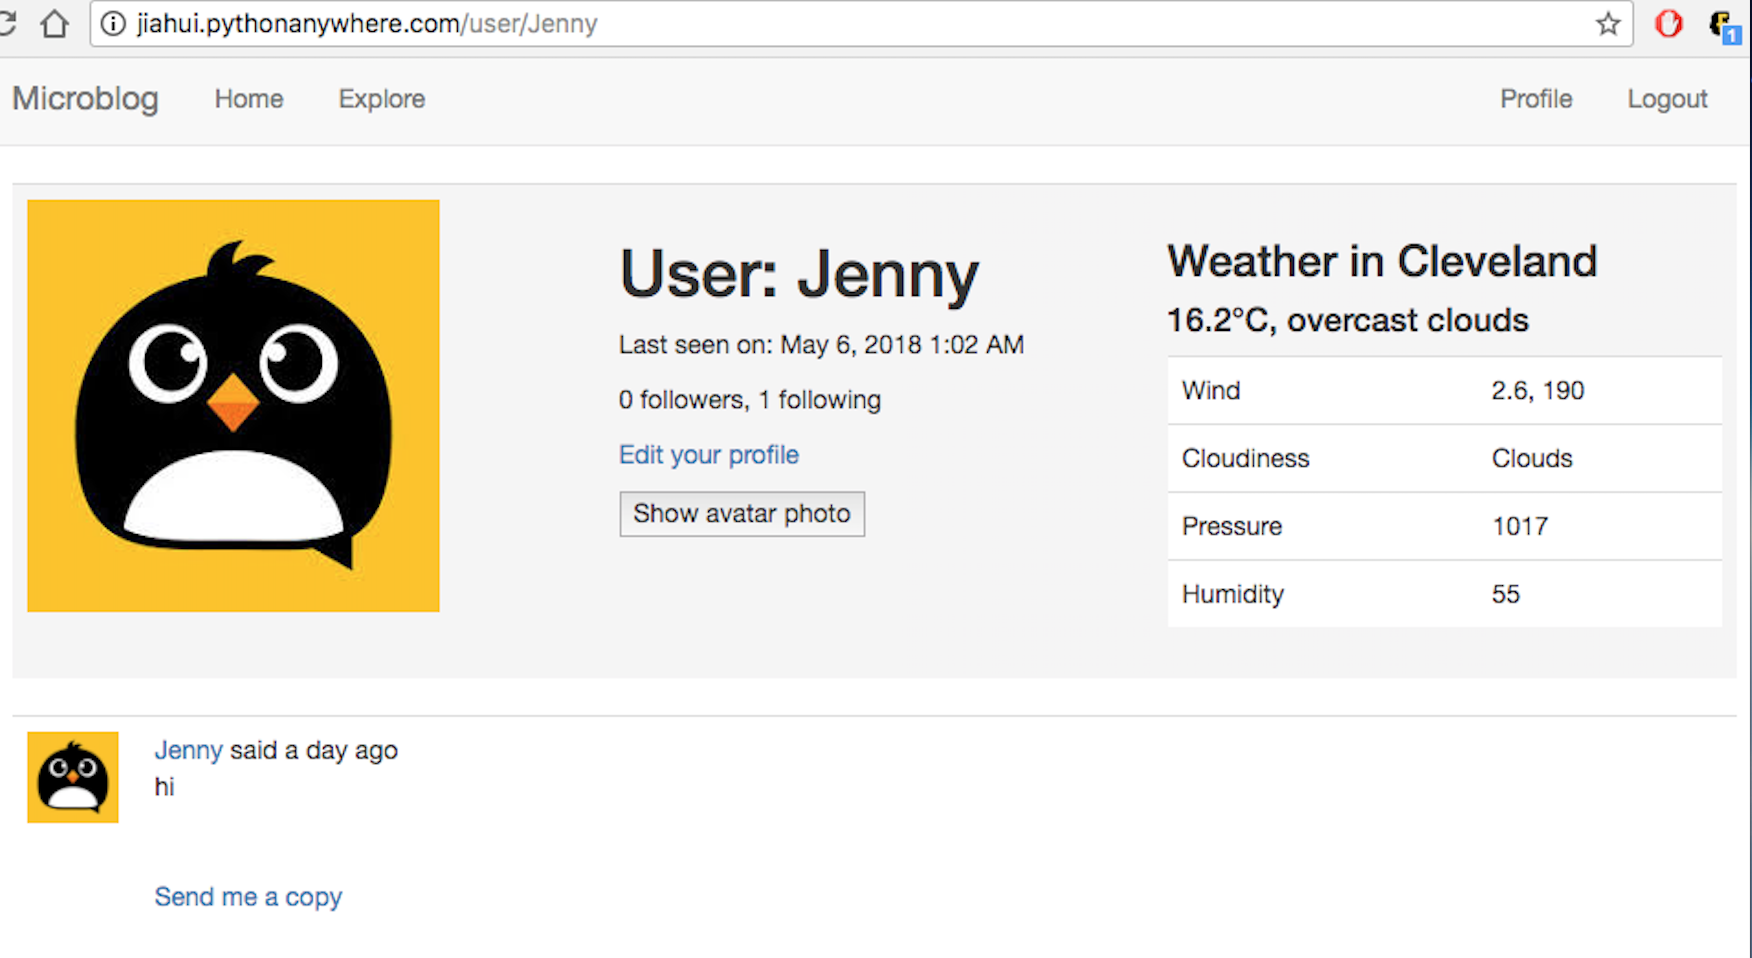 jiahui.pythonanywhere.com/user/Jenny
1
Microblog Home Explore Profile Logout
User: Jenny
Last seen on: May 6, 2018 1:02 AM
0 followers, 1 following
Edit your profile
Show avatar photo
Weather in Cleveland
16.2°C, overcast clouds
Wind 2.6, 190
Cloudiness Clouds
Pressure 1017
Humidity 55
Jenny said a day ago
hi
Send me a copy